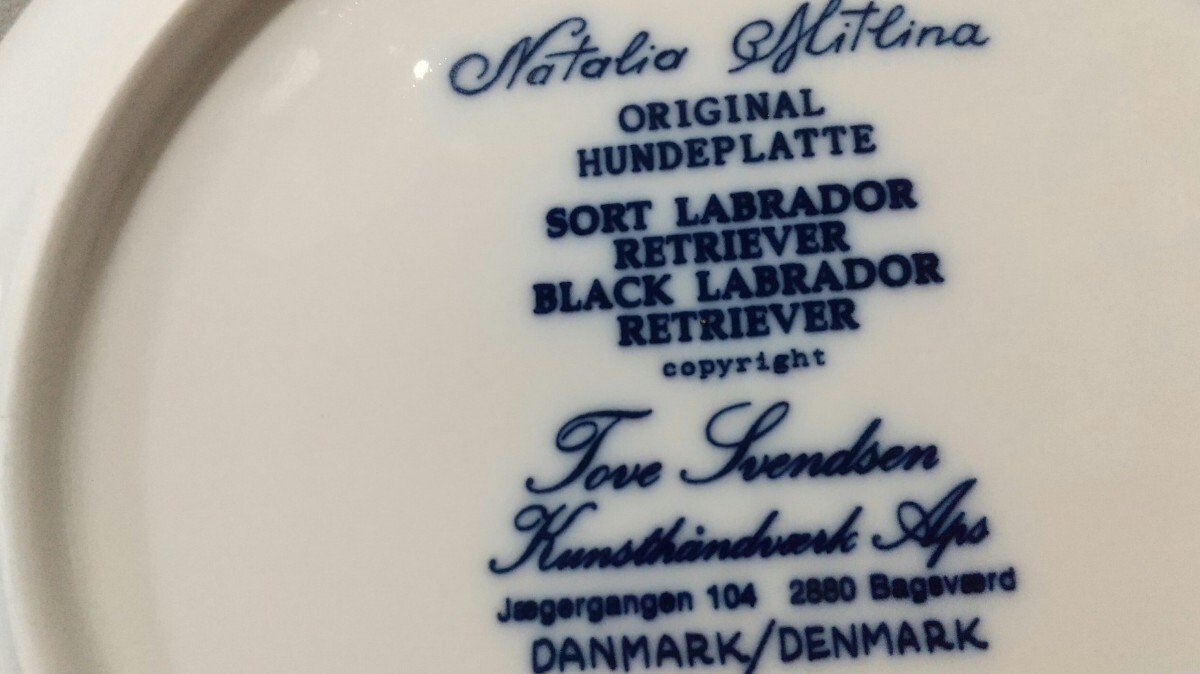 Natalia Mitlina
ORIGINAL
HUNDEPLATTE
SORT LABRADOR
RETRIEVER
BLACK LABRADOR
RETRIEVER
copyright
Tove Svendsen
Kunsthåndværk Aps
Jægergangen 104 2880 Bagsværd
DANMARK/DENMARK